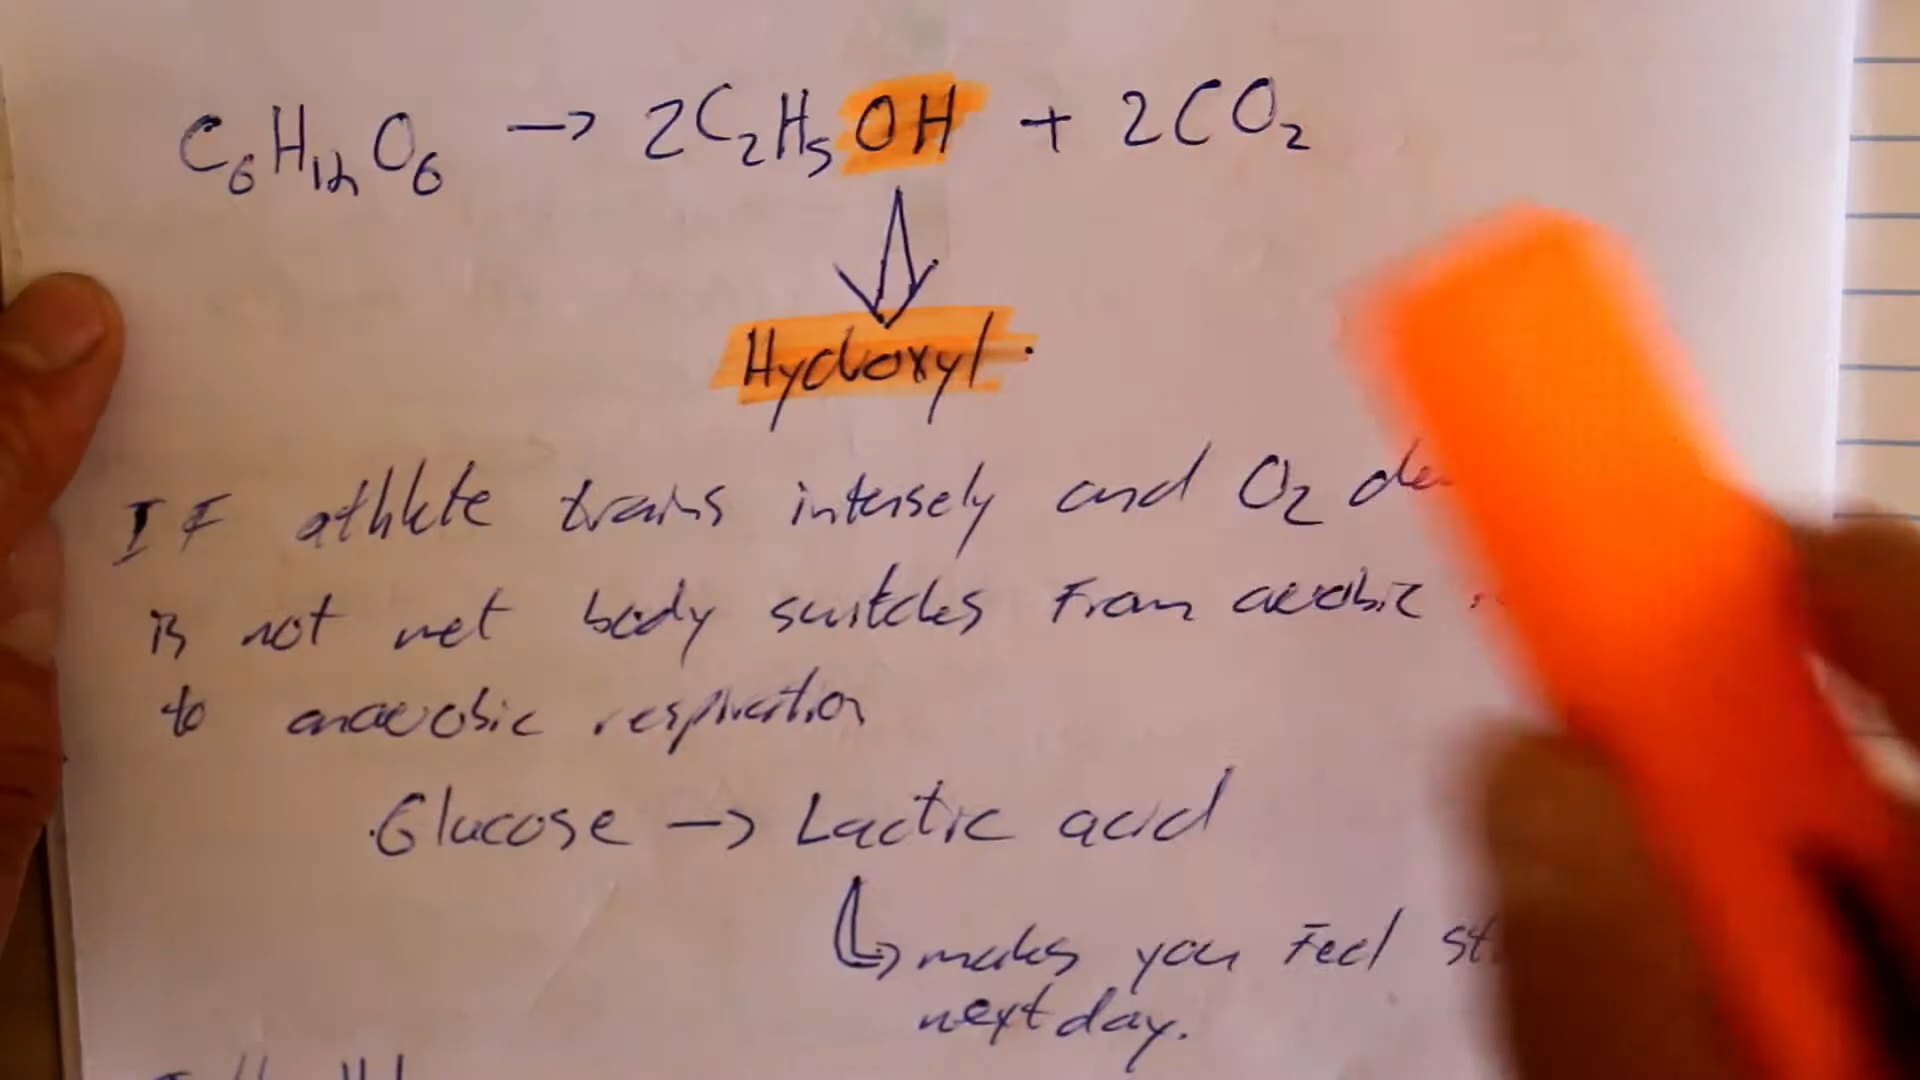 C₆H₁₂O₆ → 2C₂H₅OH + 2CO₂
Hydroxyl.
If athlete trains intensely and O₂
is not met body switches from aerobic
to anaerobic respiration
Glucose → Lactic acid
makes you feel
next day.